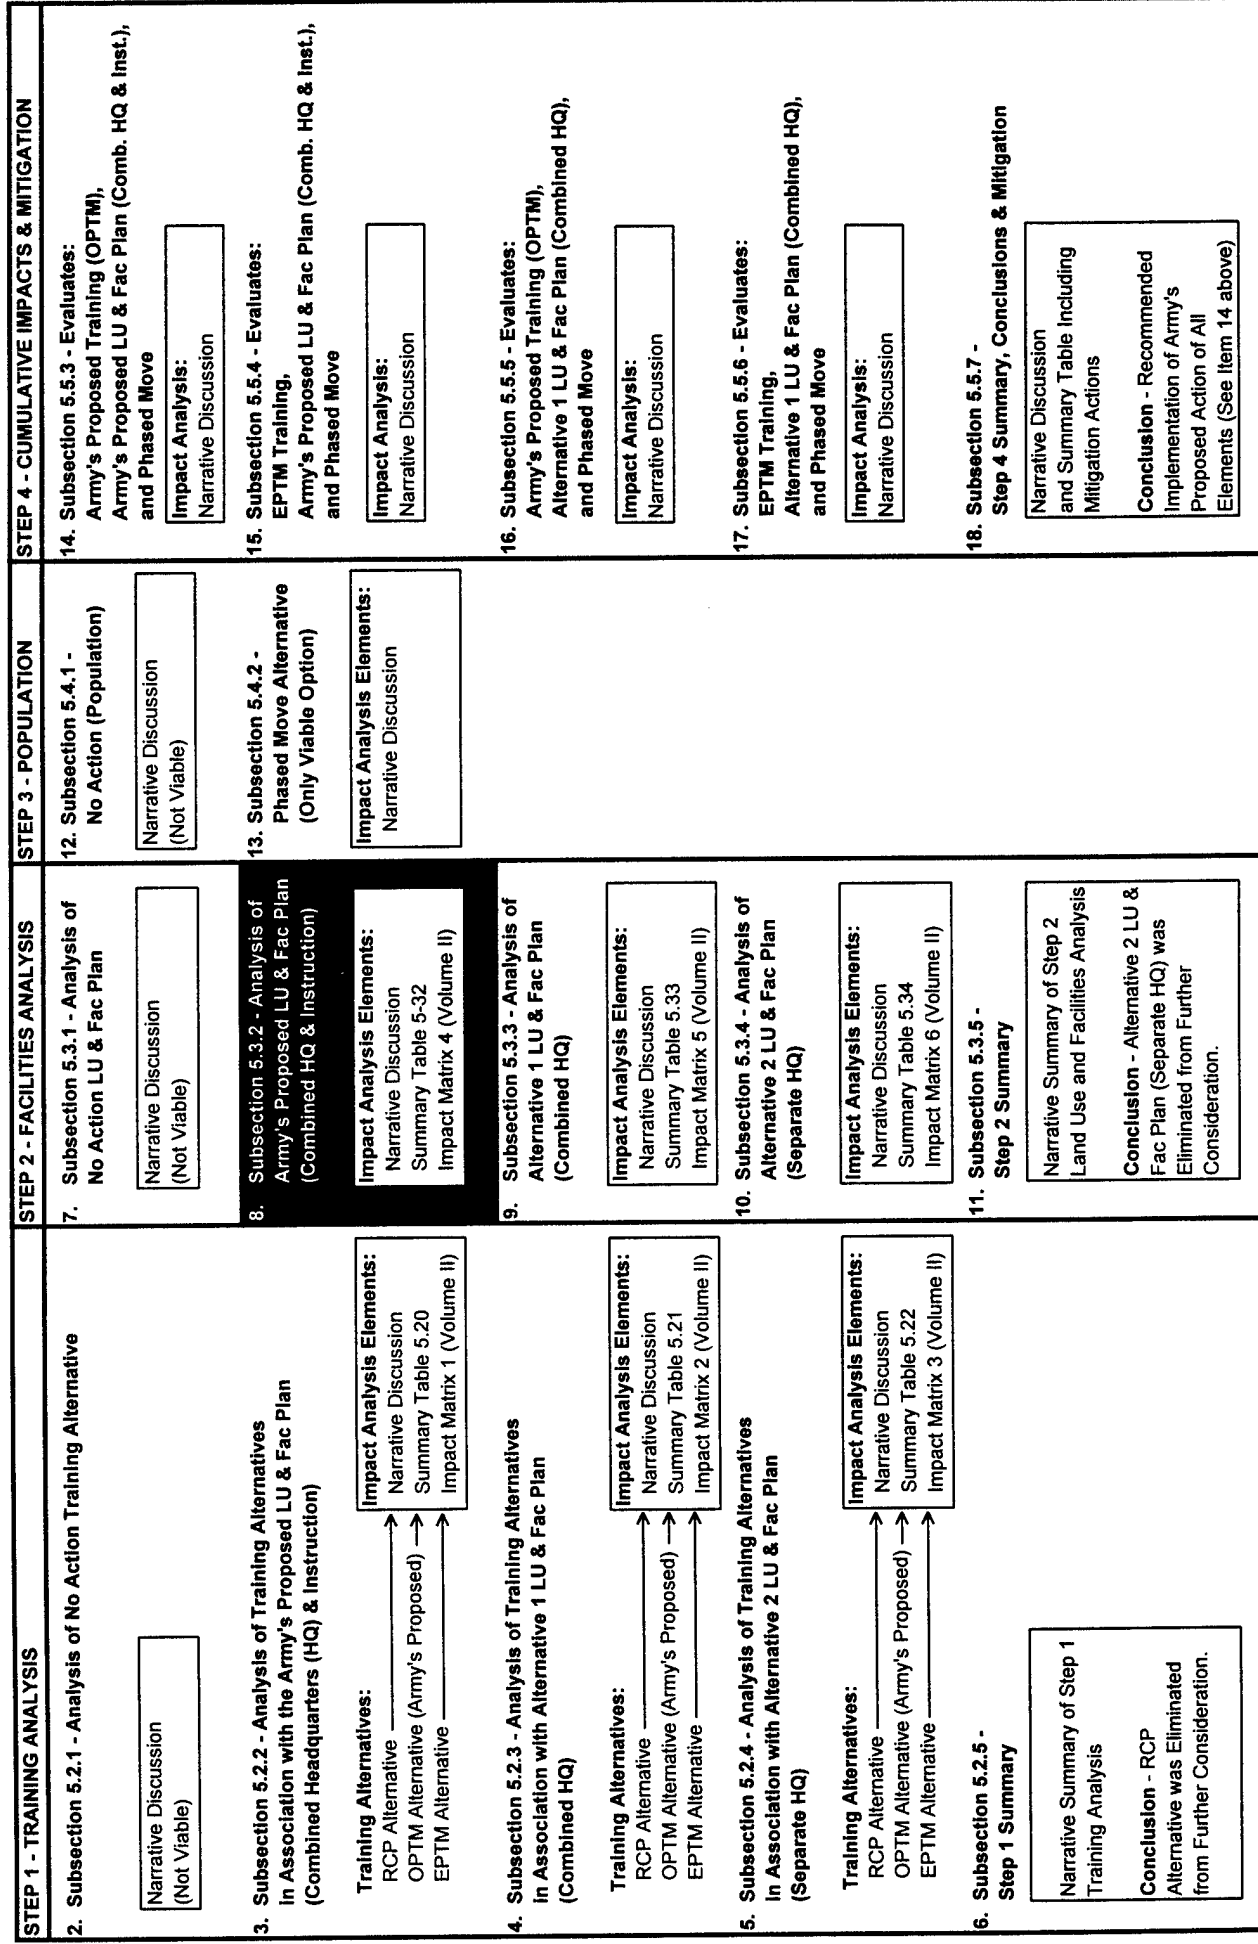 STEP 1 - TRAINING ANALYSIS
2. Subsection 5.2.1 - Analysis of No Action Training Alternative
Narrative Discussion
(Not Viable)
3. Subsection 5.2.2 - Analysis of Training Alternatives
In Association with the Army's Proposed LU & Fac Plan
(Combined Headquarters (HQ) & Instruction)
Training Alternatives:
RCP Alternative
OPTM Alternative (Army's Proposed)
EPTM Alternative
Impact Analysis Elements:
Narrative Discussion
Summary Table 5.20
Impact Matrix 1 (Volume II)
4. Subsection 5.2.3 - Analysis of Training Alternatives
In Association with Alternative 1 LU & Fac Plan
(Combined HQ)
Training Alternatives:
RCP Alternative
OPTM Alternative (Army's Proposed)
EPTM Alternative
Impact Analysis Elements:
Narrative Discussion
Summary Table 5.21
Impact Matrix 2 (Volume II)
5. Subsection 5.2.4 - Analysis of Training Alternatives
In Association with Alternative 2 LU & Fac Plan
(Separate HQ)
Training Alternatives:
RCP Alternative
OPTM Alternative (Army's Proposed)
EPTM Alternative
Impact Analysis Elements:
Narrative Discussion
Summary Table 5.22
Impact Matrix 3 (Volume II)
6. Subsection 5.2.5 -
Step 1 Summary
Narrative Summary of Step 1
Training Analysis
Conclusion - RCP
Alternative was Eliminated
from Further Consideration.
STEP 2 - FACILITIES ANALYSIS
7. Subsection 5.3.1 - Analysis of
No Action LU & Fac Plan
Narrative Discussion
(Not Viable)
8. Subsection 5.3.2 - Analysis of
Army's Proposed LU & Fac Plan
(Combined HQ & Instruction)
Impact Analysis Elements:
Narrative Discussion
Summary Table 5-32
Impact Matrix 4 (Volume II)
9. Subsection 5.3.3 - Analysis of
Alternative 1 LU & Fac Plan
(Combined HQ)
Impact Analysis Elements:
Narrative Discussion
Summary Table 5.33
Impact Matrix 5 (Volume II)
10. Subsection 5.3.4 - Analysis of
Alternative 2 LU & Fac Plan
(Separate HQ)
Impact Analysis Elements:
Narrative Discussion
Summary Table 5.34
Impact Matrix 6 (Volume II)
11. Subsection 5.3.5 -
Step 2 Summary
Narrative Summary of Step 2
Land Use and Facilities Analysis
Conclusion - Alternative 2 LU &
Fac Plan (Separate HQ) was
Eliminated from Further
Consideration.
STEP 3 - POPULATION
12. Subsection 5.4.1 -
No Action (Population)
Narrative Discussion
(Not Viable)
13. Subsection 5.4.2 -
Phased Move Alternative
(Only Viable Option)
Impact Analysis Elements:
Narrative Discussion
STEP 4 - CUMULATIVE IMPACTS & MITIGATION
14. Subsection 5.5.3 - Evaluates:
Army's Proposed Training (OPTM),
Army's Proposed LU & Fac Plan (Comb. HQ & Inst.),
and Phased Move
Impact Analysis:
Narrative Discussion
15. Subsection 5.5.4 - Evaluates:
EPTM Training,
Army's Proposed LU & Fac Plan (Comb. HQ & Inst.),
and Phased Move
Impact Analysis:
Narrative Discussion
16. Subsection 5.5.5 - Evaluates:
Army's Proposed Training (OPTM),
Alternative 1 LU & Fac Plan (Combined HQ),
and Phased Move
Impact Analysis:
Narrative Discussion
17. Subsection 5.5.6 - Evaluates:
EPTM Training,
Alternative 1 LU & Fac Plan (Combined HQ),
and Phased Move
Impact Analysis:
Narrative Discussion
18. Subsection 5.5.7 -
Step 4 Summary, Conclusions & Mitigation
Narrative Discussion
and Summary Table Including
Mitigation Actions
Conclusion - Recommended
Implementation of Army's
Proposed Action of All
Elements (See Item 14 above)